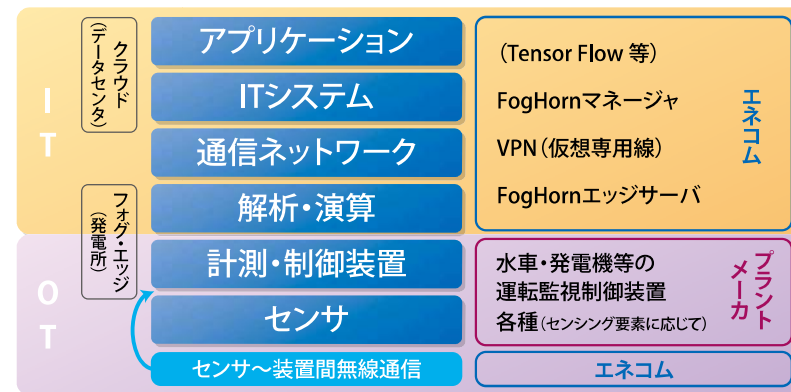 IT
クラウド
(データセンタ)
アプリケーション
ITシステム
通信ネットワーク
解析・演算
(Tensor Flow 等)
FogHornマネージャ
VPN(仮想専用線)
FogHornエッジサーバ
エネコム
フォグ・エッジ
(発電所)
OT
計測・制御装置
センサ
センサ～装置間無線通信
水車・発電機等の
運転監視制御装置
各種(センシング要素に応じて)
プラント
メーカ
エネコム